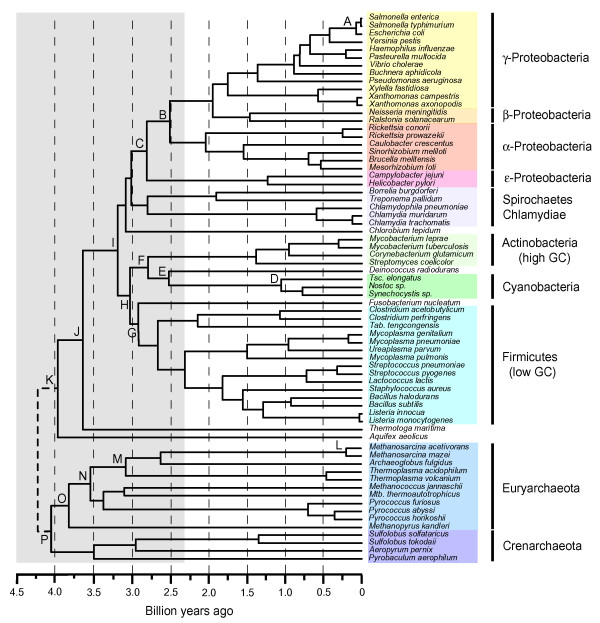 A
Salmonella enterica
Salmonella typhimurium
Escherichia coli
Yersinia pestis
Haemophilus influenzae
Pasteurella multocida
Vibrio cholerae
Buchnera aphidicola
Pseudomonas aeruginosa
Xylella fastidiosa
Xanthomonas campestris
Xanthomonas axonopodis
γ-Proteobacteria
B
Neisseria meningitidis
Ralstonia solanacearum
β-Proteobacteria
Rickettsia conorii
Rickettsia prowazekii
Caulobacter crescentus
Sinorhizobium meliloti
Brucella melitensis
Mesorhizobium loti
α-Proteobacteria
C
Campylobacter jejuni
Helicobacter pylori
ε-Proteobacteria
Borrelia burgdorferi
Treponema pallidum
Chlamydophila pneumoniae
Chlamydia muridarum
Chlamydia trachomatis
Spirochaetes
Chlamydiae
Chlorobium tepidum
I
Mycobacterium leprae
Mycobacterium tuberculosis
Corynebacterium glutamicum
Streptomyces coelicolor
Actinobacteria
(high GC)
F
Deinococcus radiodurans
E
D
Tsc. elongatus
Nostoc sp.
Synechocystis sp.
Cyanobacteria
H
Fusobacterium nucleatum
Clostridium acetobutylicum
Clostridium perfringens
Tab. tengcongensis
Mycoplasma genitalium
Mycoplasma pneumoniae
Ureaplasma parvum
Mycoplasma pulmonis
Streptococcus pneumoniae
Streptococcus pyogenes
Lactococcus lactis
Staphylococcus aureus
Bacillus halodurans
Bacillus subtilis
Listeria innocua
Listeria monocytogenes
Firmicutes
(low GC)
G
J
K
Thermotoga maritima
Aquifex aeolicus
L
Methanosarcina acetivorans
Methanosarcina mazei
Archaeoglobus fulgidus
Thermoplasma acidophilum
Thermoplasma volcanium
Methanococcus jannaschii
Mtb. thermoautotrophicus
Pyrococcus furiosus
Pyrococcus abyssi
Pyrococcus horikoshii
Methanopyrus kandleri
Euryarchaeota
M
N
O
P
Sulfolobus solfataricus
Sulfolobus tokodaii
Aeropyrum pernix
Pyrobaculum aerophilum
Crenarchaeota
4.5 4.0 3.5 3.0 2.5 2.0 1.5 1.0 0.5 0
Billion years ago